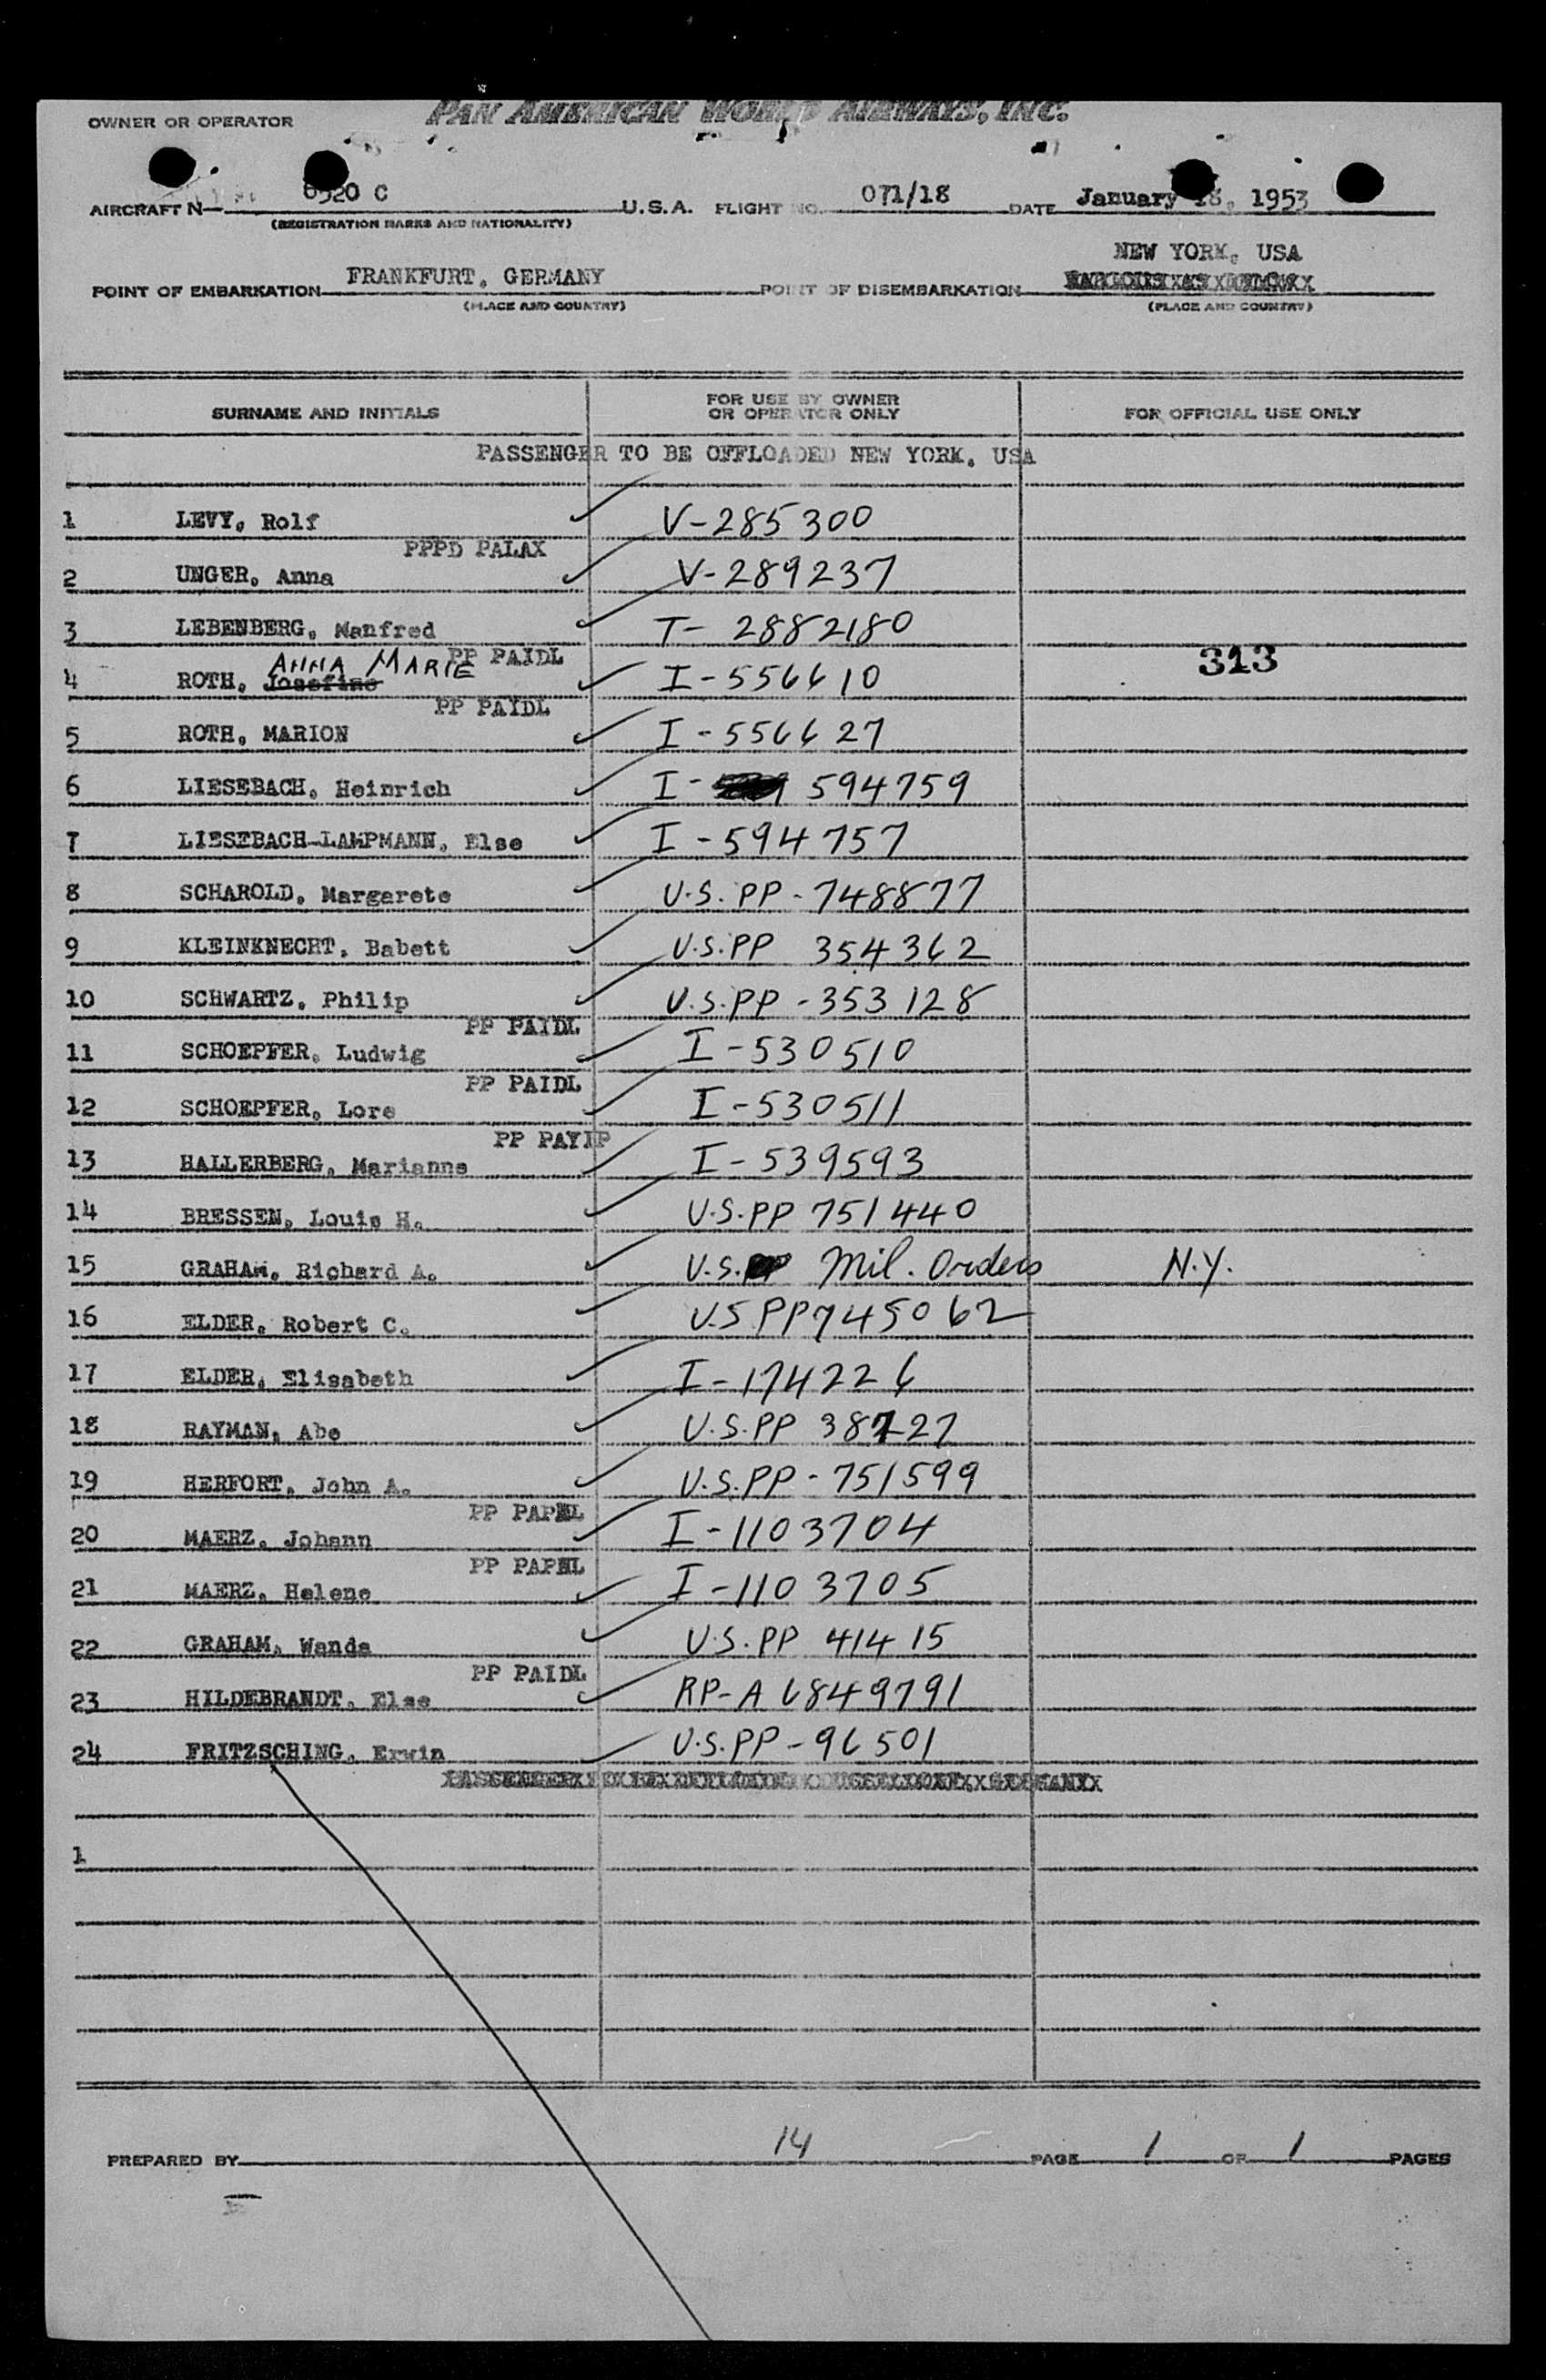 PAN AMERICAN WORLD AIRWAYS, INC.
OWNER OR OPERATOR
AIRCRAFT N— 6520 C U.S.A. FLIGHT NO. 071/18 DATE January 18, 1953
(REGISTRATION MARKS AND NATIONALITY)
NEW YORK, USA
POINT OF EMBARKATION FRANKFURT, GERMANY POINT OF DISEMBARKATION
(PLACE AND COUNTRY) (PLACE AND COUNTRY)
SURNAME AND INITIALS FOR USE BY OWNER OR OPERATOR ONLY FOR OFFICIAL USE ONLY
PASSENGER TO BE OFFLOADED NEW YORK, USA
1 LEVY, Rolf V-285300
PPPD PALAX
2 UNGER, Anna V-289237
3 LEBENBERG, Manfred T- 2882180
PP PAIDL
313
4 ROTH, Josefine ANNA MARIE I-556610
PP PAYDL
5 ROTH, MARION I-556627
6 LIESEBACH, Heinrich I- 594759
7 LIESEBACH-LAMPMANN, Else I-594757
8 SCHAROLD, Margarete U.S. PP-748877
9 KLEINKNECHT, Babett U.S.PP 354362
10 SCHWARTZ, Philip U.S.PP-353128
PP PAIDL
11 SCHOEPFER, Ludwig I-530510
PP PAIDL
12 SCHOEPFER, Lore I-530511
PP PAYIP
13 HALLERBERG, Marianne I-539593
14 BRESSEN, Louis H. U.S.PP 751440
15 GRAHAM, Richard A. U.S. Mil. Orders N.Y.
16 ELDER, Robert C. U.S PP745062
17 ELDER, Elisabeth I-174226
18 RAYMAN, Abe U.S.PP 38727
19 HERFORT, John A. U.S.PP-751599
PP
20 MAERZ, Johann I-1103704
PP
21 MAERZ, Helene I-1103705
22 GRAHAM, Wanda U.S.PP 41415
PP PAIDL
23 HILDEBRANDT, Else RP-A6849791
24 FRITZSCHING, Erwin U.S.PP-96501
1
PREPARED BY 14 PAGE 1 OF 1 PAGES